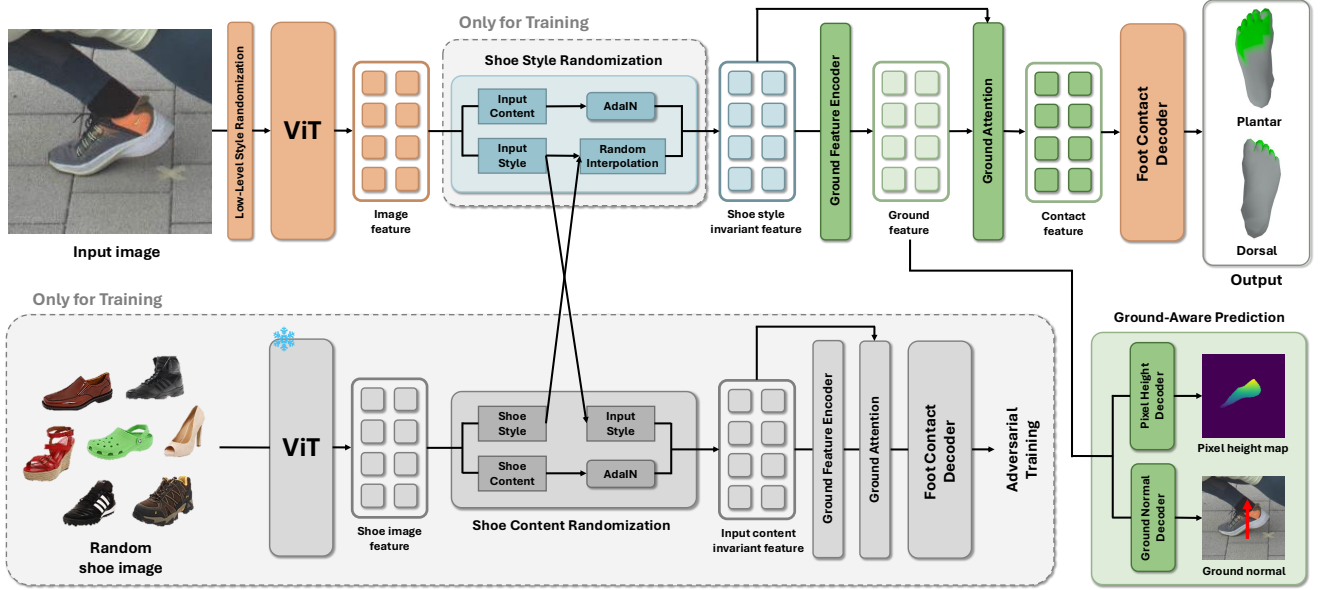 Only for Training
Shoe Style Randomization
Input image
Low-Level Style Randomization
ViT
Image
feature
Input
Content
AdaIN
Input
Style
Random
Interpolation
Shoe style
invariant feature
Ground Feature Encoder
Ground
feature
Ground Attention
Contact
feature
Foot Contact
Decoder
Plantar
Dorsal
Output
Only for Training
Random
shoe image
ViT
Shoe image
feature
Shoe
Style
Input
Style
Shoe
Content
AdaIN
Shoe Content Randomization
Input content
invariant feature
Ground Feature Encoder
Ground Attention
Foot Contact
Decoder
Adversarial
Training
Ground-Aware Prediction
Pixel Height
Decoder
Pixel height map
Ground Normal
Decoder
Ground normal